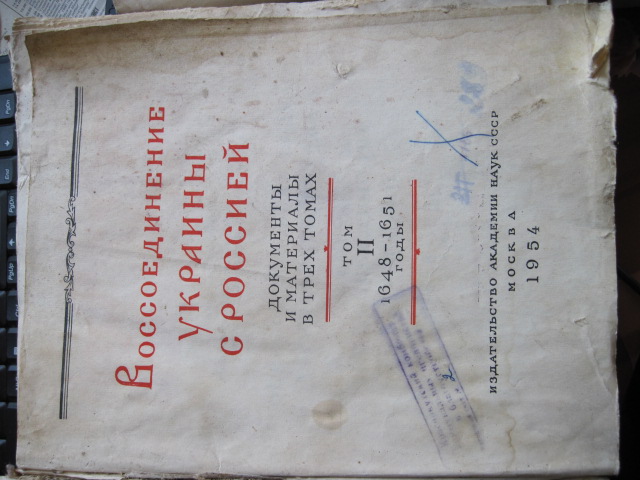 Воссоединение
Украины
с Россией
ДОКУМЕНТЫ
И МАТЕРИАЛЫ
В ТРЕХ ТОМАХ
ТОМ
II
1648-1651
ГОДЫ
ИЗДАТЕЛЬСТВО АКАДЕМИИ НАУК СССР
МОСКВА
1954